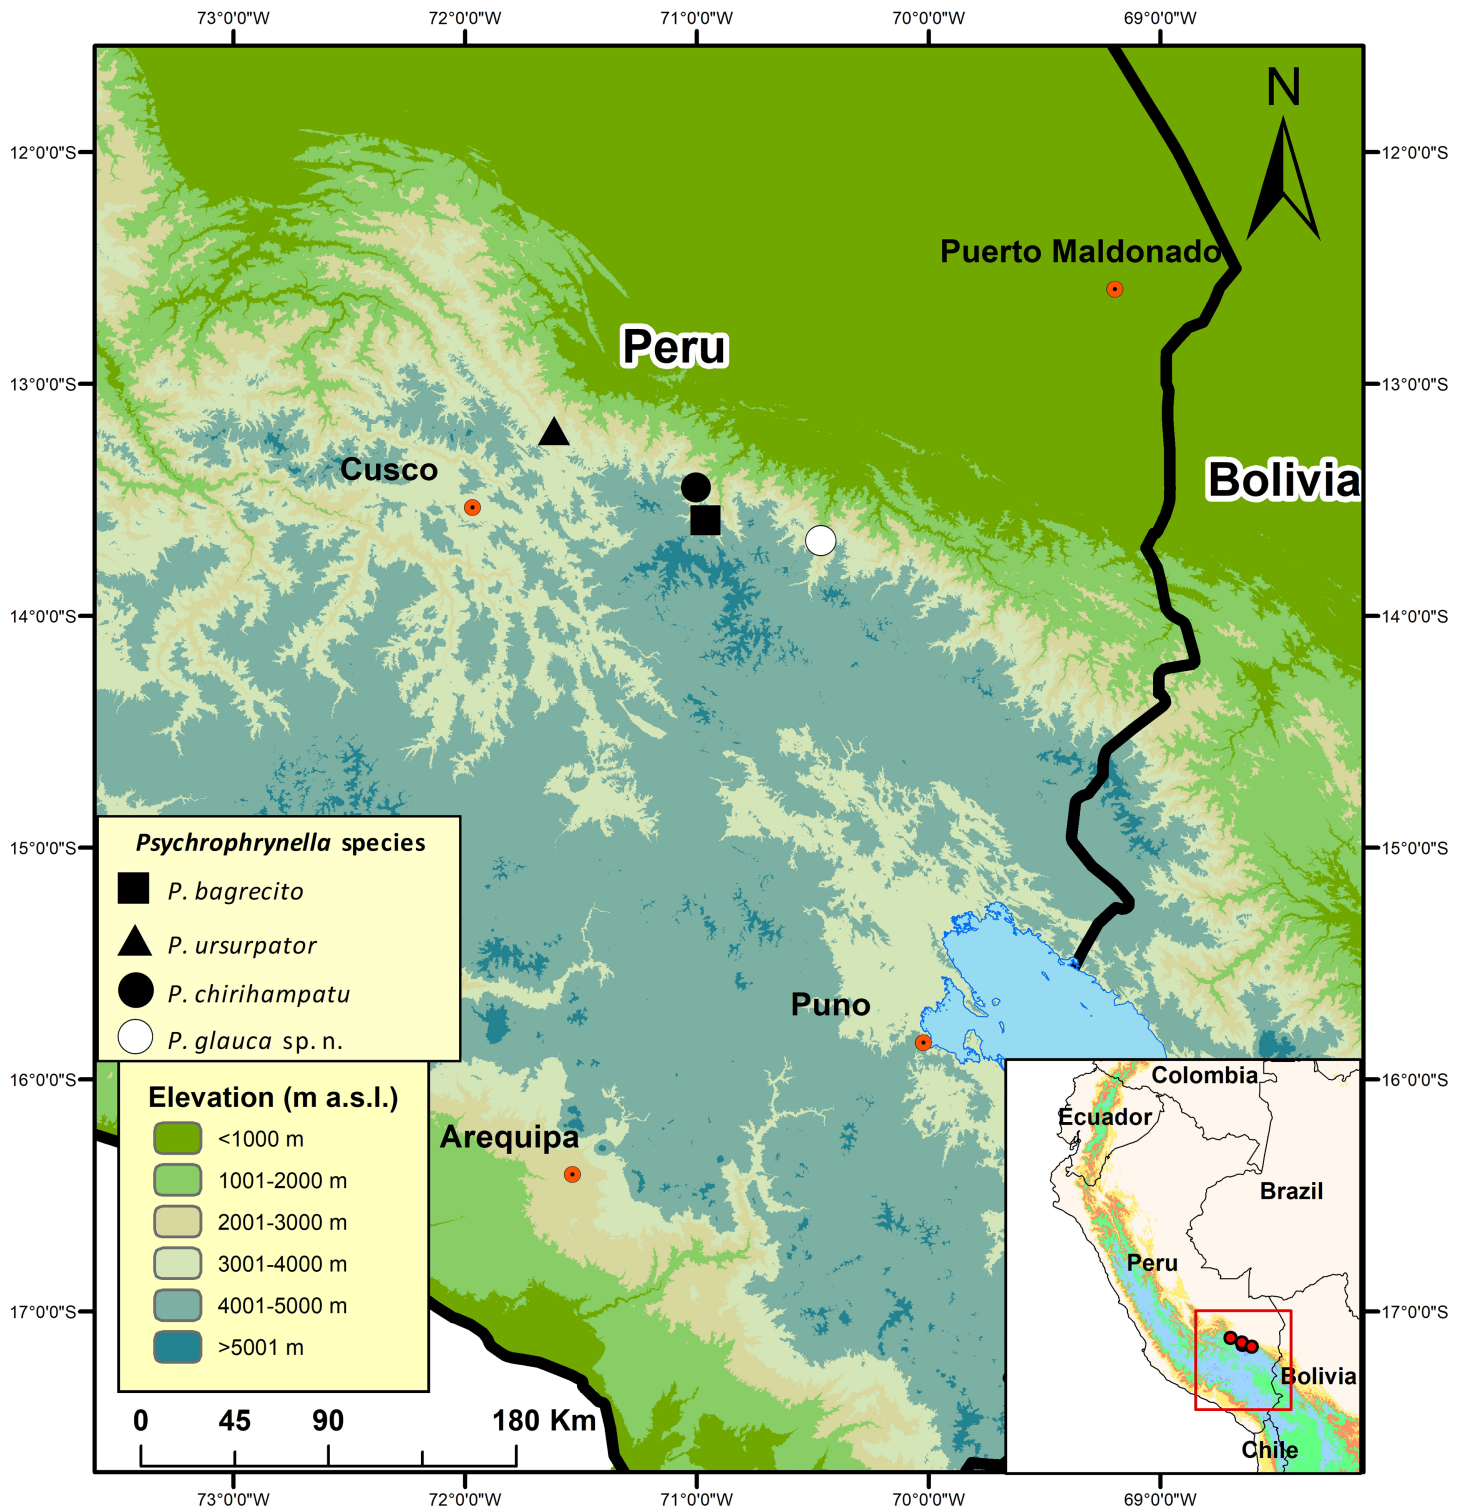 73°0'0"W 72°0'0"W 71°0'0"W 70°0'0"W 69°0'0"W
N
12°0'0"S 12°0'0"S
Puerto Maldonado
Peru
13°0'0"S 13°0'0"S
Cusco
Bolivia
14°0'0"S 14°0'0"S
15°0'0"S 15°0'0"S
Psychrophrynella species
P. bagrecito
P. ursurpator
P. chirihampatu
P. glauca sp. n.
Puno
16°0'0"S 16°0'0"S
Elevation (m a.s.l.)
<1000 m
1001-2000 m
2001-3000 m
3001-4000 m
4001-5000 m
>5001 m
Arequipa
Colombia
Ecuador
Brazil
Peru
Bolivia
Chile
17°0'0"S 17°0'0"S
0 45 90 180 Km
73°0'0"W 72°0'0"W 71°0'0"W 70°0'0"W 69°0'0"W